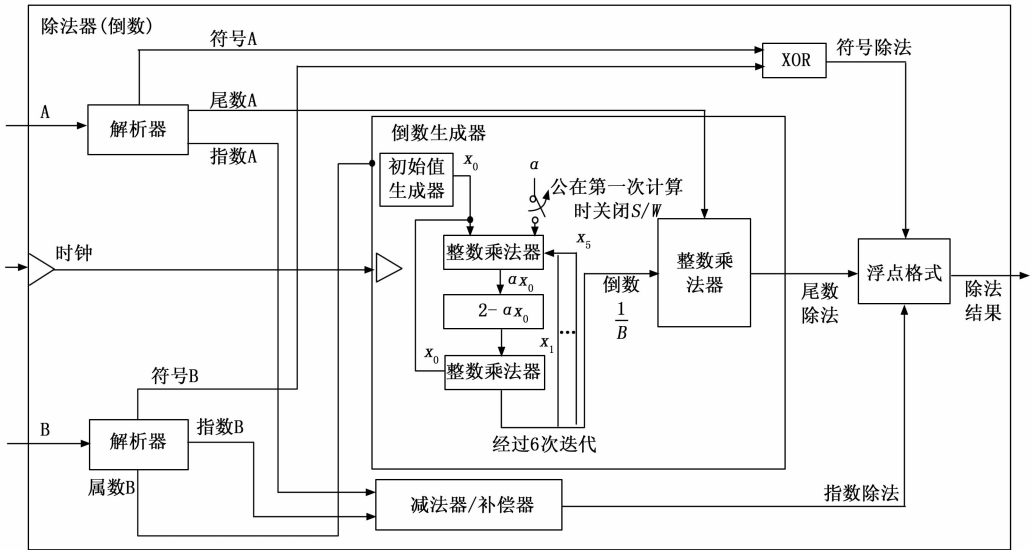 除法器(倒数)
符号A
XOR
符号除法
A
解析器
尾数A
指数A
倒数生成器
初始值
生成器
x₀
α
公在第一次计算
时关闭S/W
整数乘法器
x₅
αx₀
2-αx₀
x₀
整数乘法器
x₁
...
倒数
1
B
整数乘
法器
尾数
除法
浮点格式
除法
结果
时钟
经过6次迭代
符号B
B
解析器
指数B
属数B
减法器/补偿器
指数除法